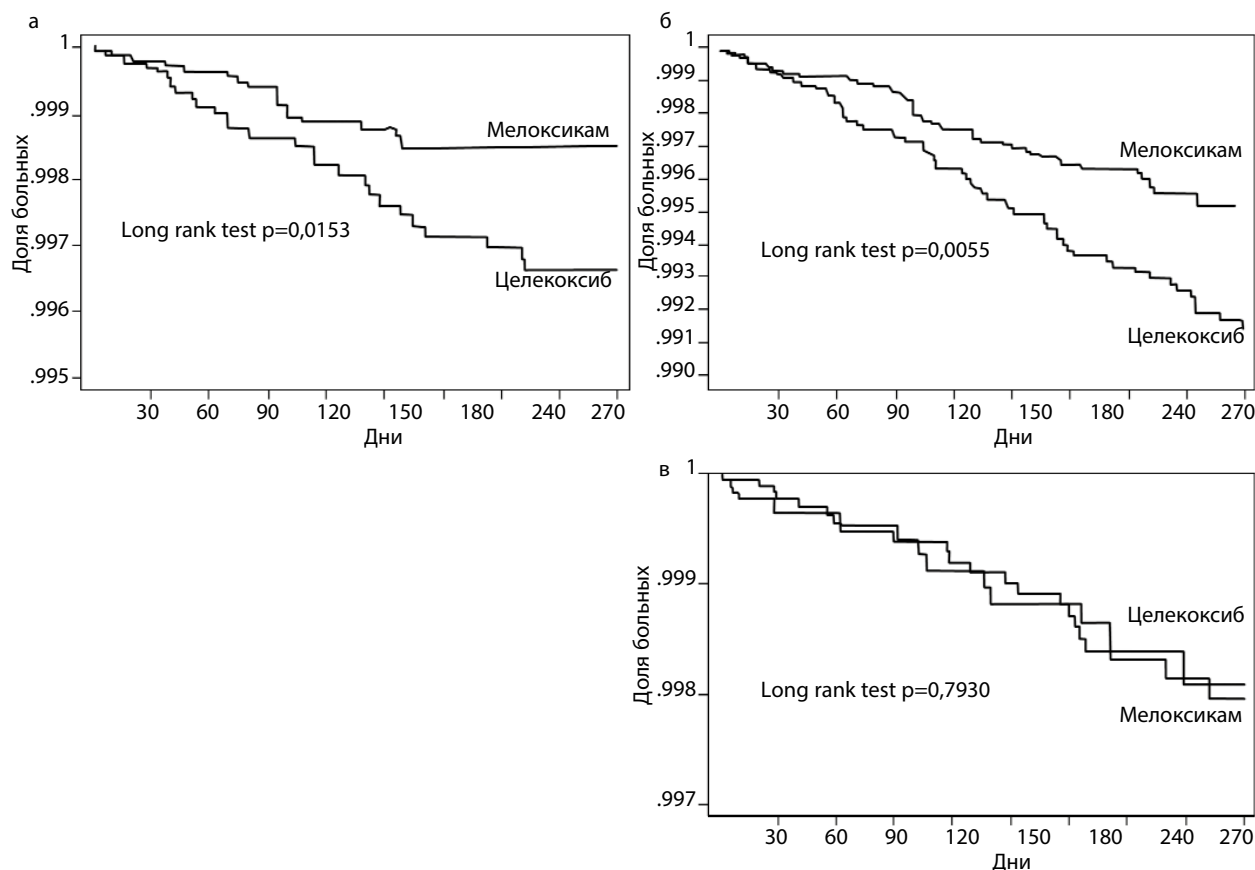 а
1
.999
.998
.997
.996
.995
Доля больных
Мелоксикам
Long rank test p=0,0153
Целекоксиб
30 60 90 120 150 180 240 270
Дни
б
1
.999
.998
.997
.996
.995
.994
.993
.992
.991
.990
Доля больных
Мелоксикам
Long rank test p=0,0055
Целекоксиб
30 60 90 120 150 180 240 270
Дни
в
1
.999
.998
.997
Доля больных
Целекоксиб
Long rank test p=0,7930
Мелоксикам
30 60 90 120 150 180 240 270
Дни